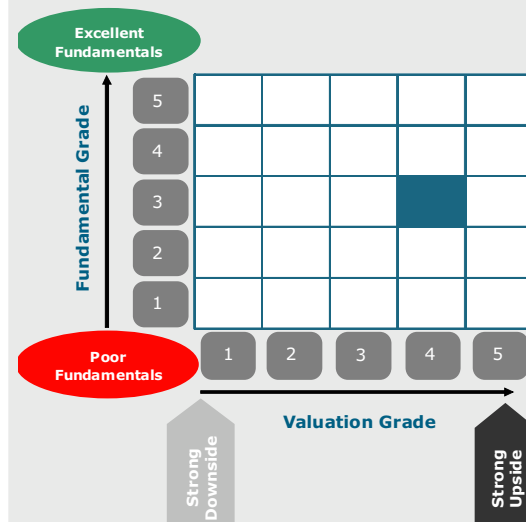 Excellent
Fundamentals
Fundamental Grade
5
4
3
2
1
Poor
Fundamentals
1
2
3
4
5
Valuation Grade
Strong
Downside
Strong
Upside